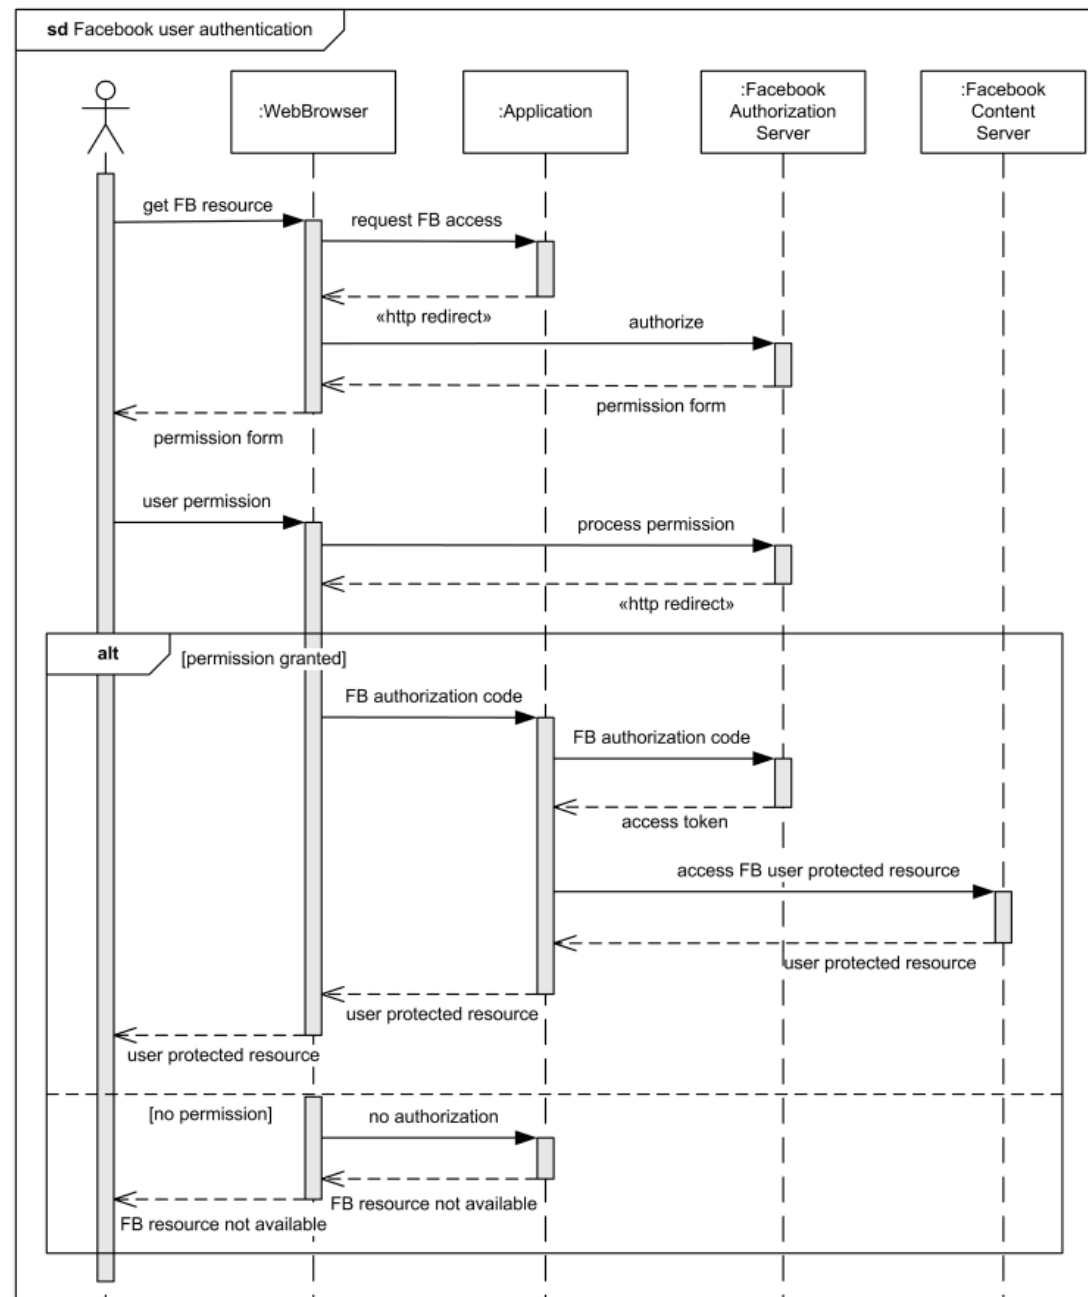 sd Facebook user authentication
:WebBrowser
:Application
:Facebook
Authorization
Server
:Facebook
Content
Server
get FB resource
request FB access
«http redirect»
authorize
permission form
permission form
user permission
process permission
«http redirect»
alt
[permission granted]
FB authorization code
FB authorization code
access token
access FB user protected resource
user protected resource
user protected resource
user protected resource
[no permission]
no authorization
FB resource not available
FB resource not available